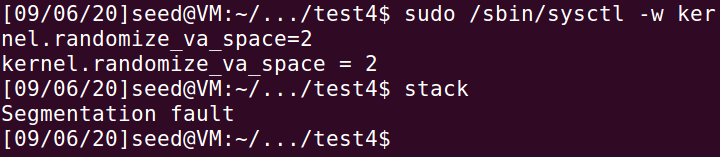 [09/06/20]seed@VM:~/.../test4$ sudo /sbin/sysctl -w ker
nel.randomize_va_space=2
kernel.randomize_va_space = 2
[09/06/20]seed@VM:~/.../test4$ stack
Segmentation fault
[09/06/20]seed@VM:~/.../test4$